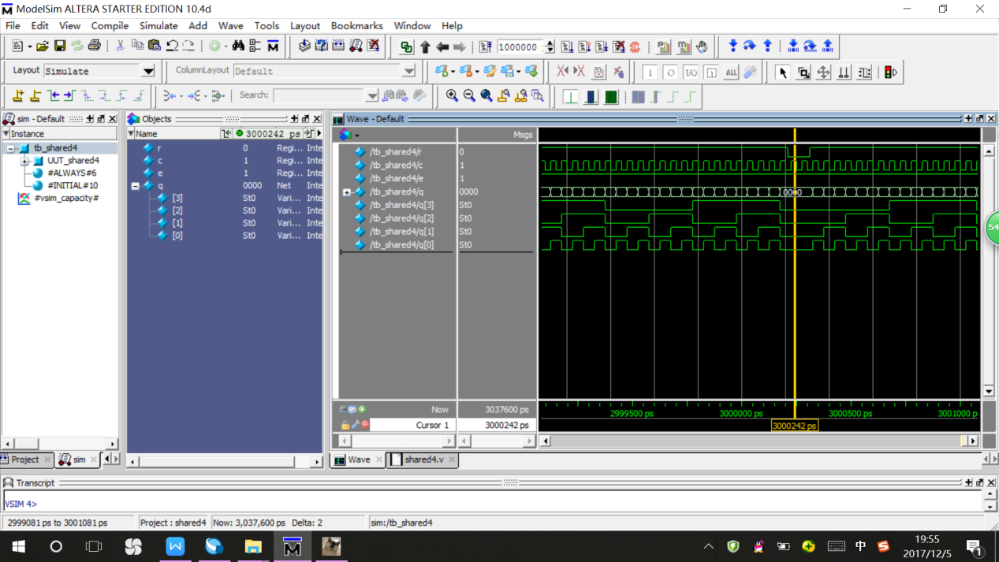 ModelSim ALTERA STARTER EDITION 10.4d
File Edit View Compile Simulate Add Wave Tools Layout Bookmarks Window Help
1000000
Layout Simulate ColumnLayout Default ALL
Search:
sim - Default
Instance
tb_shared4
UUT_shared4
#ALWAYS#6
#INITIAL#10
#vsim_capacity#
Objects
Name 3000242 ps
r 0 Regi... Inte
c 1 Regi... Inte
e 1 Regi... Inte
q 0000 Net Inte
[3] St0 Vari... Inte
[2] St0 Vari... Inte
[1] St0 Vari... Inte
[0] St0 Vari... Inte
Wave - Default
Msgs
/tb_shared4/r 0
/tb_shared4/c 1
/tb_shared4/e 1
/tb_shared4/q 0000 0000
/tb_shared4/q[3] St0
/tb_shared4/q[2] St0
/tb_shared4/q[1] St0
/tb_shared4/q[0] St0
Now 3037600 ps 2999500 ps 3000000 ps 3000500 ps 3001000 p
Cursor 1 3000242 ps 3000242 ps
Project sim Wave shared4.v
54
Transcript
VSIM 4>
2999081 ps to 3001081 ps Project : shared4 Now: 3,037,600 ps Delta: 2 sim:/tb_shared4
中 19:55
2017/12/5
1